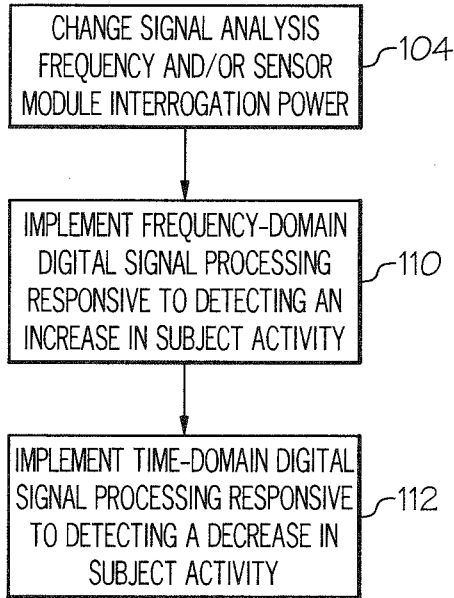 CHANGE SIGNAL ANALYSIS
FREQUENCY AND/OR SENSOR
MODULE INTERROGATION POWER
104
IMPLEMENT FREQUENCY-DOMAIN
DIGITAL SIGNAL PROCESSING
RESPONSIVE TO DETECTING AN
INCREASE IN SUBJECT ACTIVITY
110
IMPLEMENT TIME-DOMAIN DIGITAL
SIGNAL PROCESSING RESPONSIVE
TO DETECTING A DECREASE IN
SUBJECT ACTIVITY
112